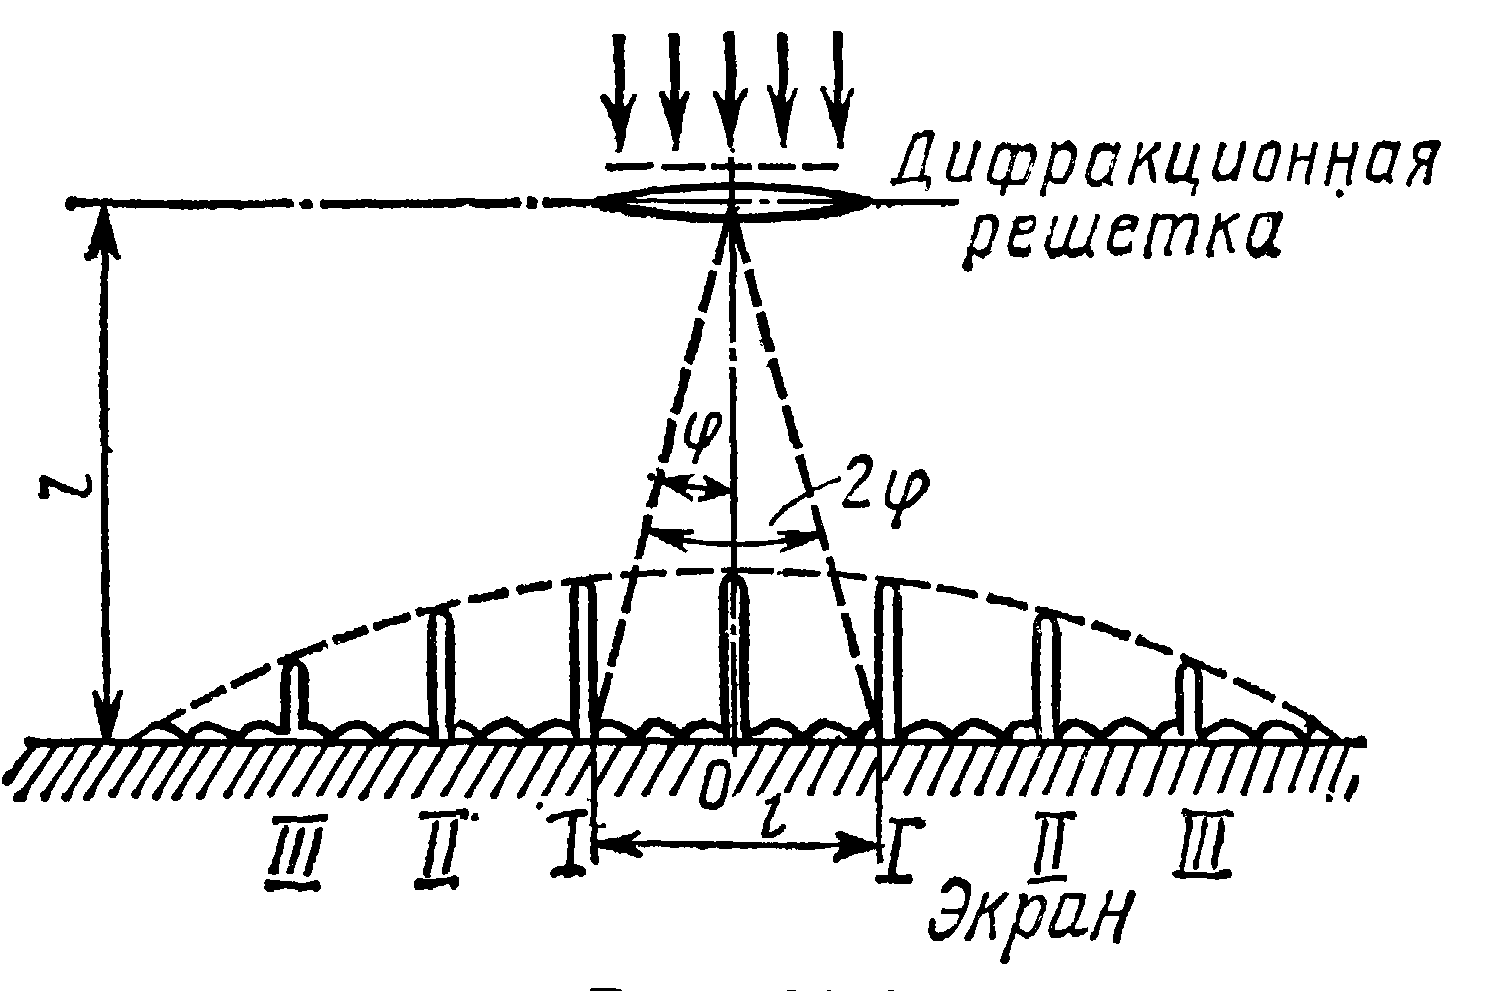 Дифракционная
решетка
φ
2φ
l
0
l
III II I I II III
Экран